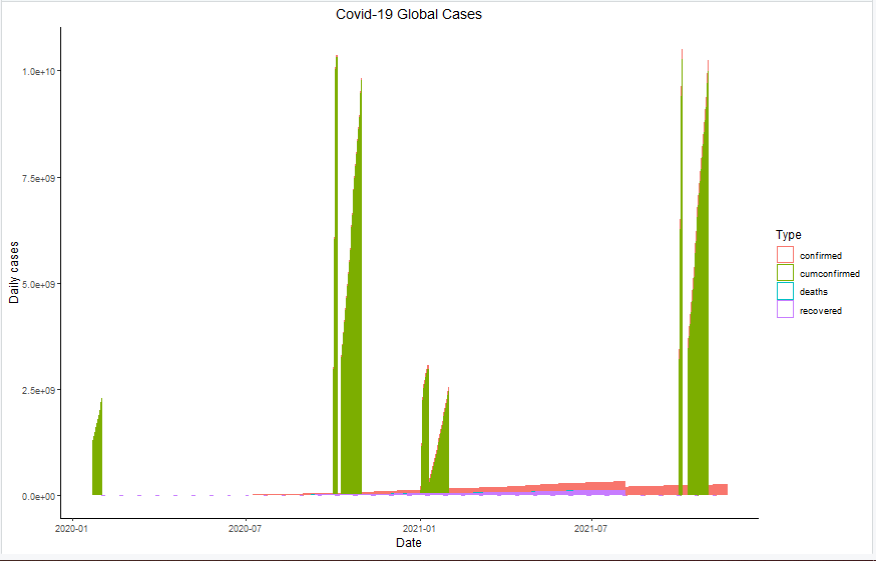 Covid-19 Global Cases
Daily cases
1.0e+10
7.5e+09
5.0e+09
2.5e+09
0.0e+00
2020-01
2020-07
2021-01
2021-07
Date
Type
confirmed
cumconfirmed
deaths
recovered